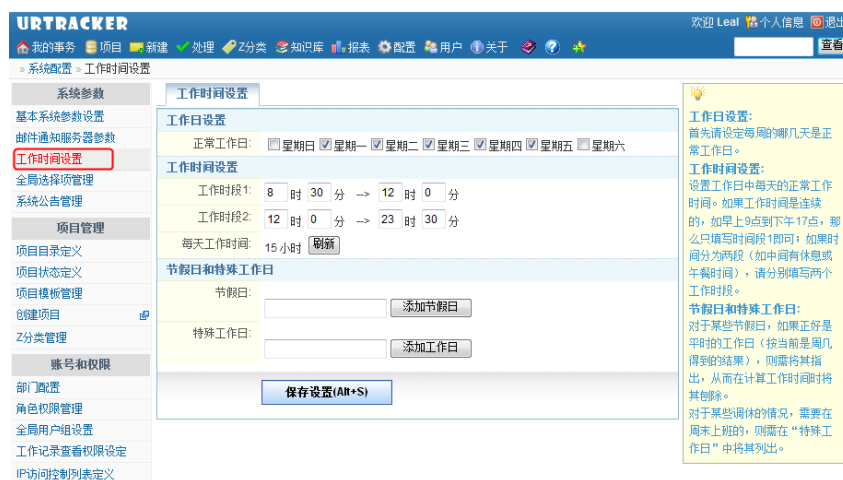 URTRACKER
欢迎 Leal 个人信息 退出
我的事务 项目 新建 处理 Z分类 知识库 报表 配置 用户 关于 查看
» 系统配置 » 工作时间设置
系统参数
基本系统参数设置
邮件通知服务器参数
工作时间设置
全局选择项管理
系统公告管理
项目管理
项目目录定义
项目状态定义
项目模板管理
创建项目
Z分类管理
账号和权限
部门配置
角色权限管理
全局用户组设置
工作记录查看权限设定
IP访问控制列表定义
工作时间设置
工作日设置
正常工作日: 星期日 星期一 星期二 星期三 星期四 星期五 星期六
工作时间设置
工作时段1: 8 时 30 分 --> 12 时 0 分
工作时段2: 12 时 0 分 --> 23 时 30 分
每天工作时间: 15 小时 刷新
节假日和特殊工作日
节假日:
添加节假日
特殊工作日:
添加工作日
保存设置(Alt+S)
工作日设置:
首先请设定每周的哪几天是正
常工作日。
工作时间设置:
设置工作日中每天的正常工作
时间。如果工作时间是连续
的，如早上9点到下午17点，那
么只填写时间段1即可；如果时
间分为两段（如中间有休息或
午餐时间），请分别填写两个
工作时段。
节假日和特殊工作日:
对于某些节假日，如果正好是
平时的工作日（按当前是周几
得到的结果），则需将其指
出，从而在计算工作时间时将
其刨除。
对于某些调休的情况，需要在
周末上班的，则需在“特殊工
作日”中将其列出。